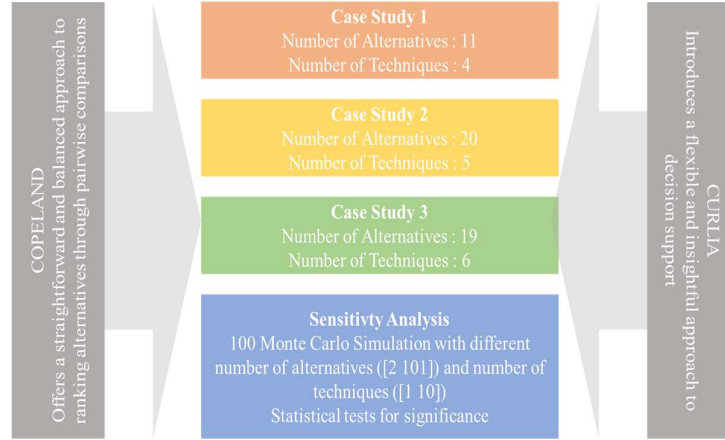 COPELAND
Offers a straightforward and balanced approach to
ranking alternatives through pairwise comparisons
Case Study 1
Number of Alternatives : 11
Number of Techniques : 4
Case Study 2
Number of Alternatives : 20
Number of Techniques : 5
Case Study 3
Number of Alternatives : 19
Number of Techniques : 6
Sensitivty Analysis
100 Monte Carlo Simulation with different
number of alternatives ([2 101]) and number of
techniques ([1 10])
Statistical tests for significance
CURLIA
Introduces a flexible and insightful approach to
decision support